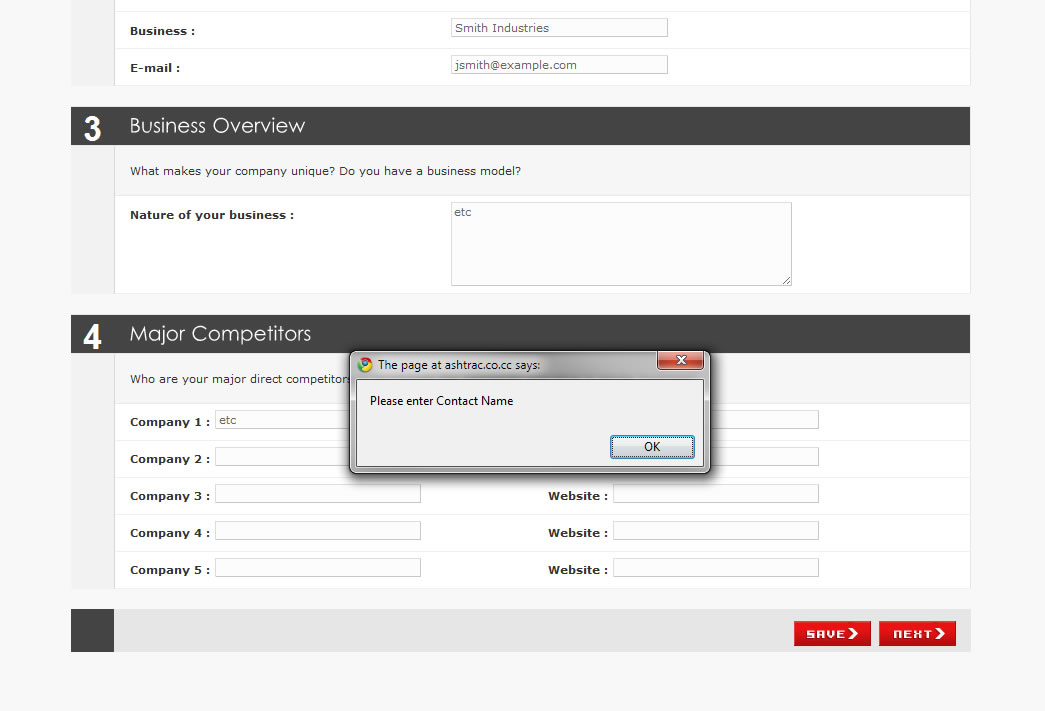 Business : Smith Industries
E-mail : jsmith@example.com
3 Business Overview
What makes your company unique? Do you have a business model?
Nature of your business : etc
4 Major Competitors
Who are your major direct competitors
The page at ashtrac.co.cc says:
X
Please enter Contact Name
OK
Company 1 : etc
Company 2 :
Company 3 : Website :
Company 4 : Website :
Company 5 : Website :
SAVE NEXT